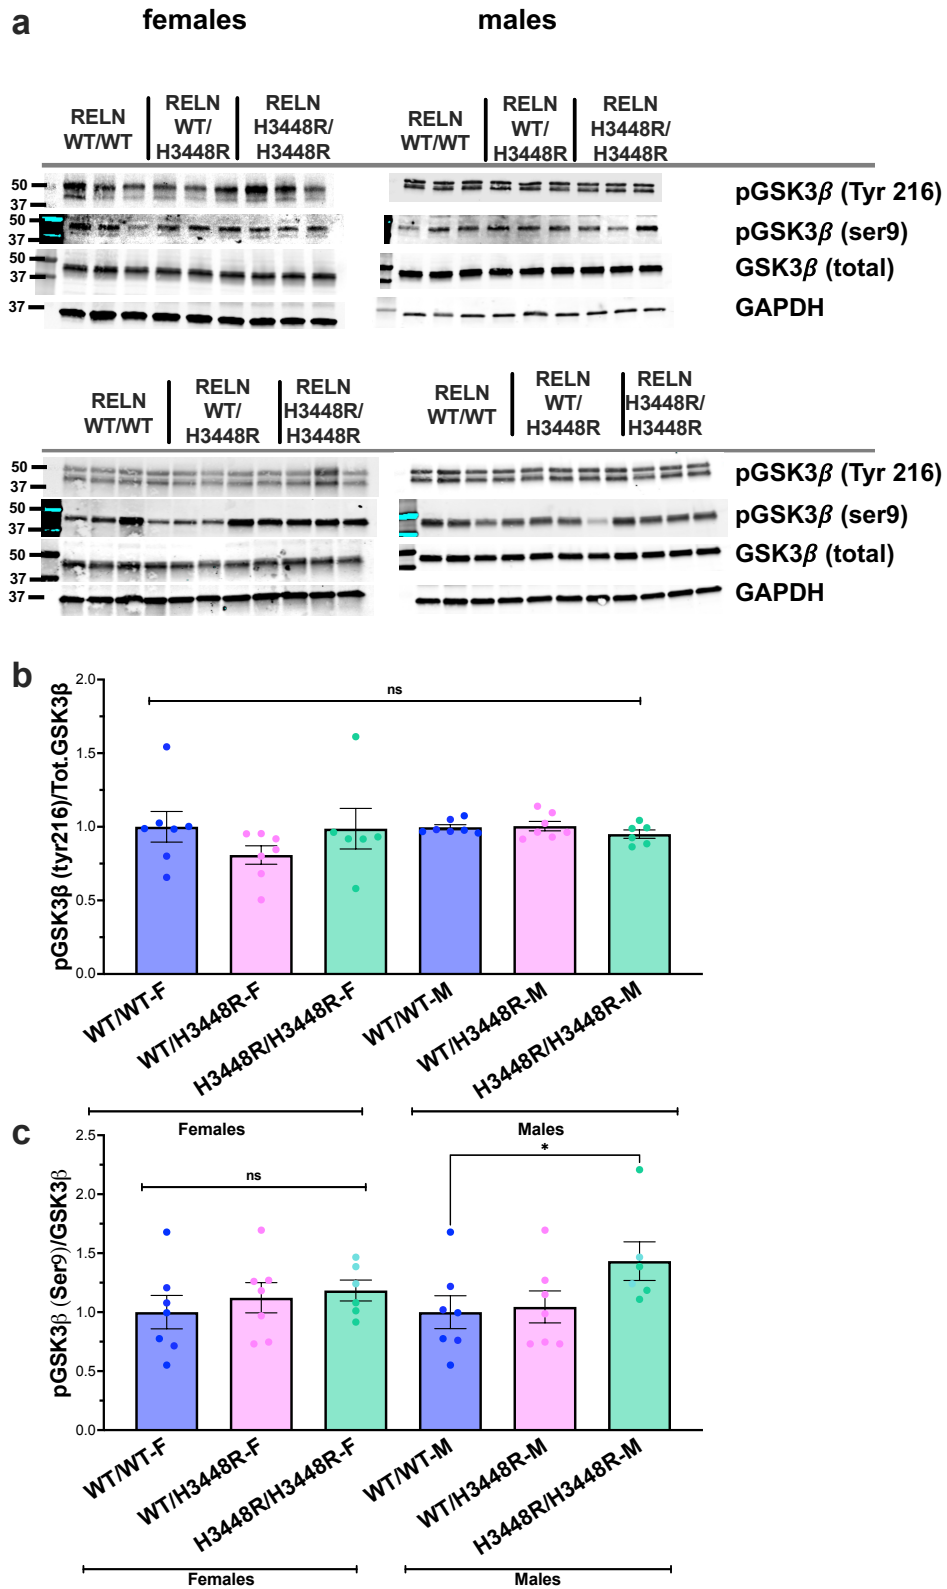 a
females
males
RELN
WT/WT
RELN
WT/
H3448R
RELN
H3448R/
H3448R
RELN
WT/WT
RELN
WT/
H3448R
RELN
H3448R/
H3448R
50
37
pGSK3β (Tyr 216)
50
37
pGSK3β (ser9)
50
37
GSK3β (total)
37
GAPDH
RELN
WT/WT
RELN
WT/
H3448R
RELN
H3448R/
H3448R
RELN
WT/WT
RELN
WT/
H3448R
RELN
H3448R/
H3448R
50
37
pGSK3β (Tyr 216)
50
37
pGSK3β (ser9)
50
37
GSK3β (total)
37
GAPDH
b
pGSK3β (tyr216)/Tot.GSK3β
2.0
1.5
1.0
0.5
0.0
ns
WT/WT-F
WT/H3448R-F
H3448R/H3448R-F
WT/WT-M
WT/H3448R-M
H3448R/H3448R-M
Females
Males
c
pGSK3β (Ser9)/GSK3β
2.5
2.0
1.5
1.0
0.5
0.0
ns
*
WT/WT-F
WT/H3448R-F
H3448R/H3448R-F
WT/WT-M
WT/H3448R-M
H3448R/H3448R-M
Females
Males